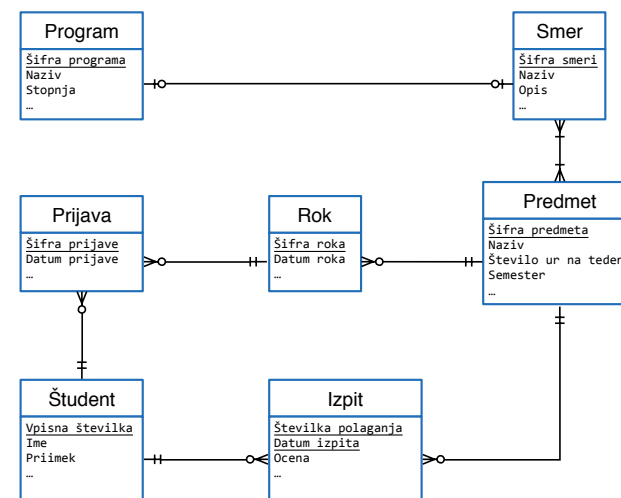 Program
Šifra programa
Naziv
Stopnja
…
Smer
Šifra smeri
Naziv
Opis
…
Prijava
Šifra prijave
Datum prijave
…
Rok
Šifra roka
Datum roka
…
Predmet
Šifra predmeta
Naziv
Število ur na teden
Semester
…
Študent
Vpisna številka
Ime
Priimek
…
Izpit
Številka polaganja
Datum izpita
Ocena
…